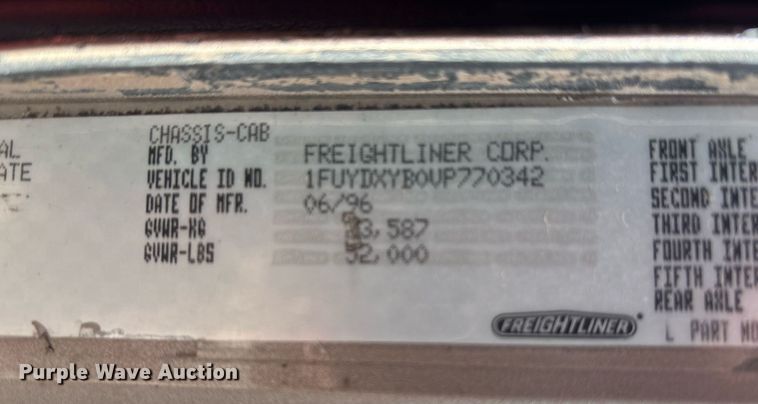 CHASSIS-CAB
MFD. BY FREIGHTLINER CORP.
VEHICLE ID NO. 1FUYDXYB0VP770342
DATE OF MFR. 06/96
GVWR-KG 3,587
GVWR-LBS 52,000
AL
ATE
FRONT AXLE
FIRST INTER
SECOND INTE
THIRD INTER
FOURTH INTE
FIFTH INTER
REAR AXLE
L PART NO
FREIGHTLINER
Purple Wave Auction